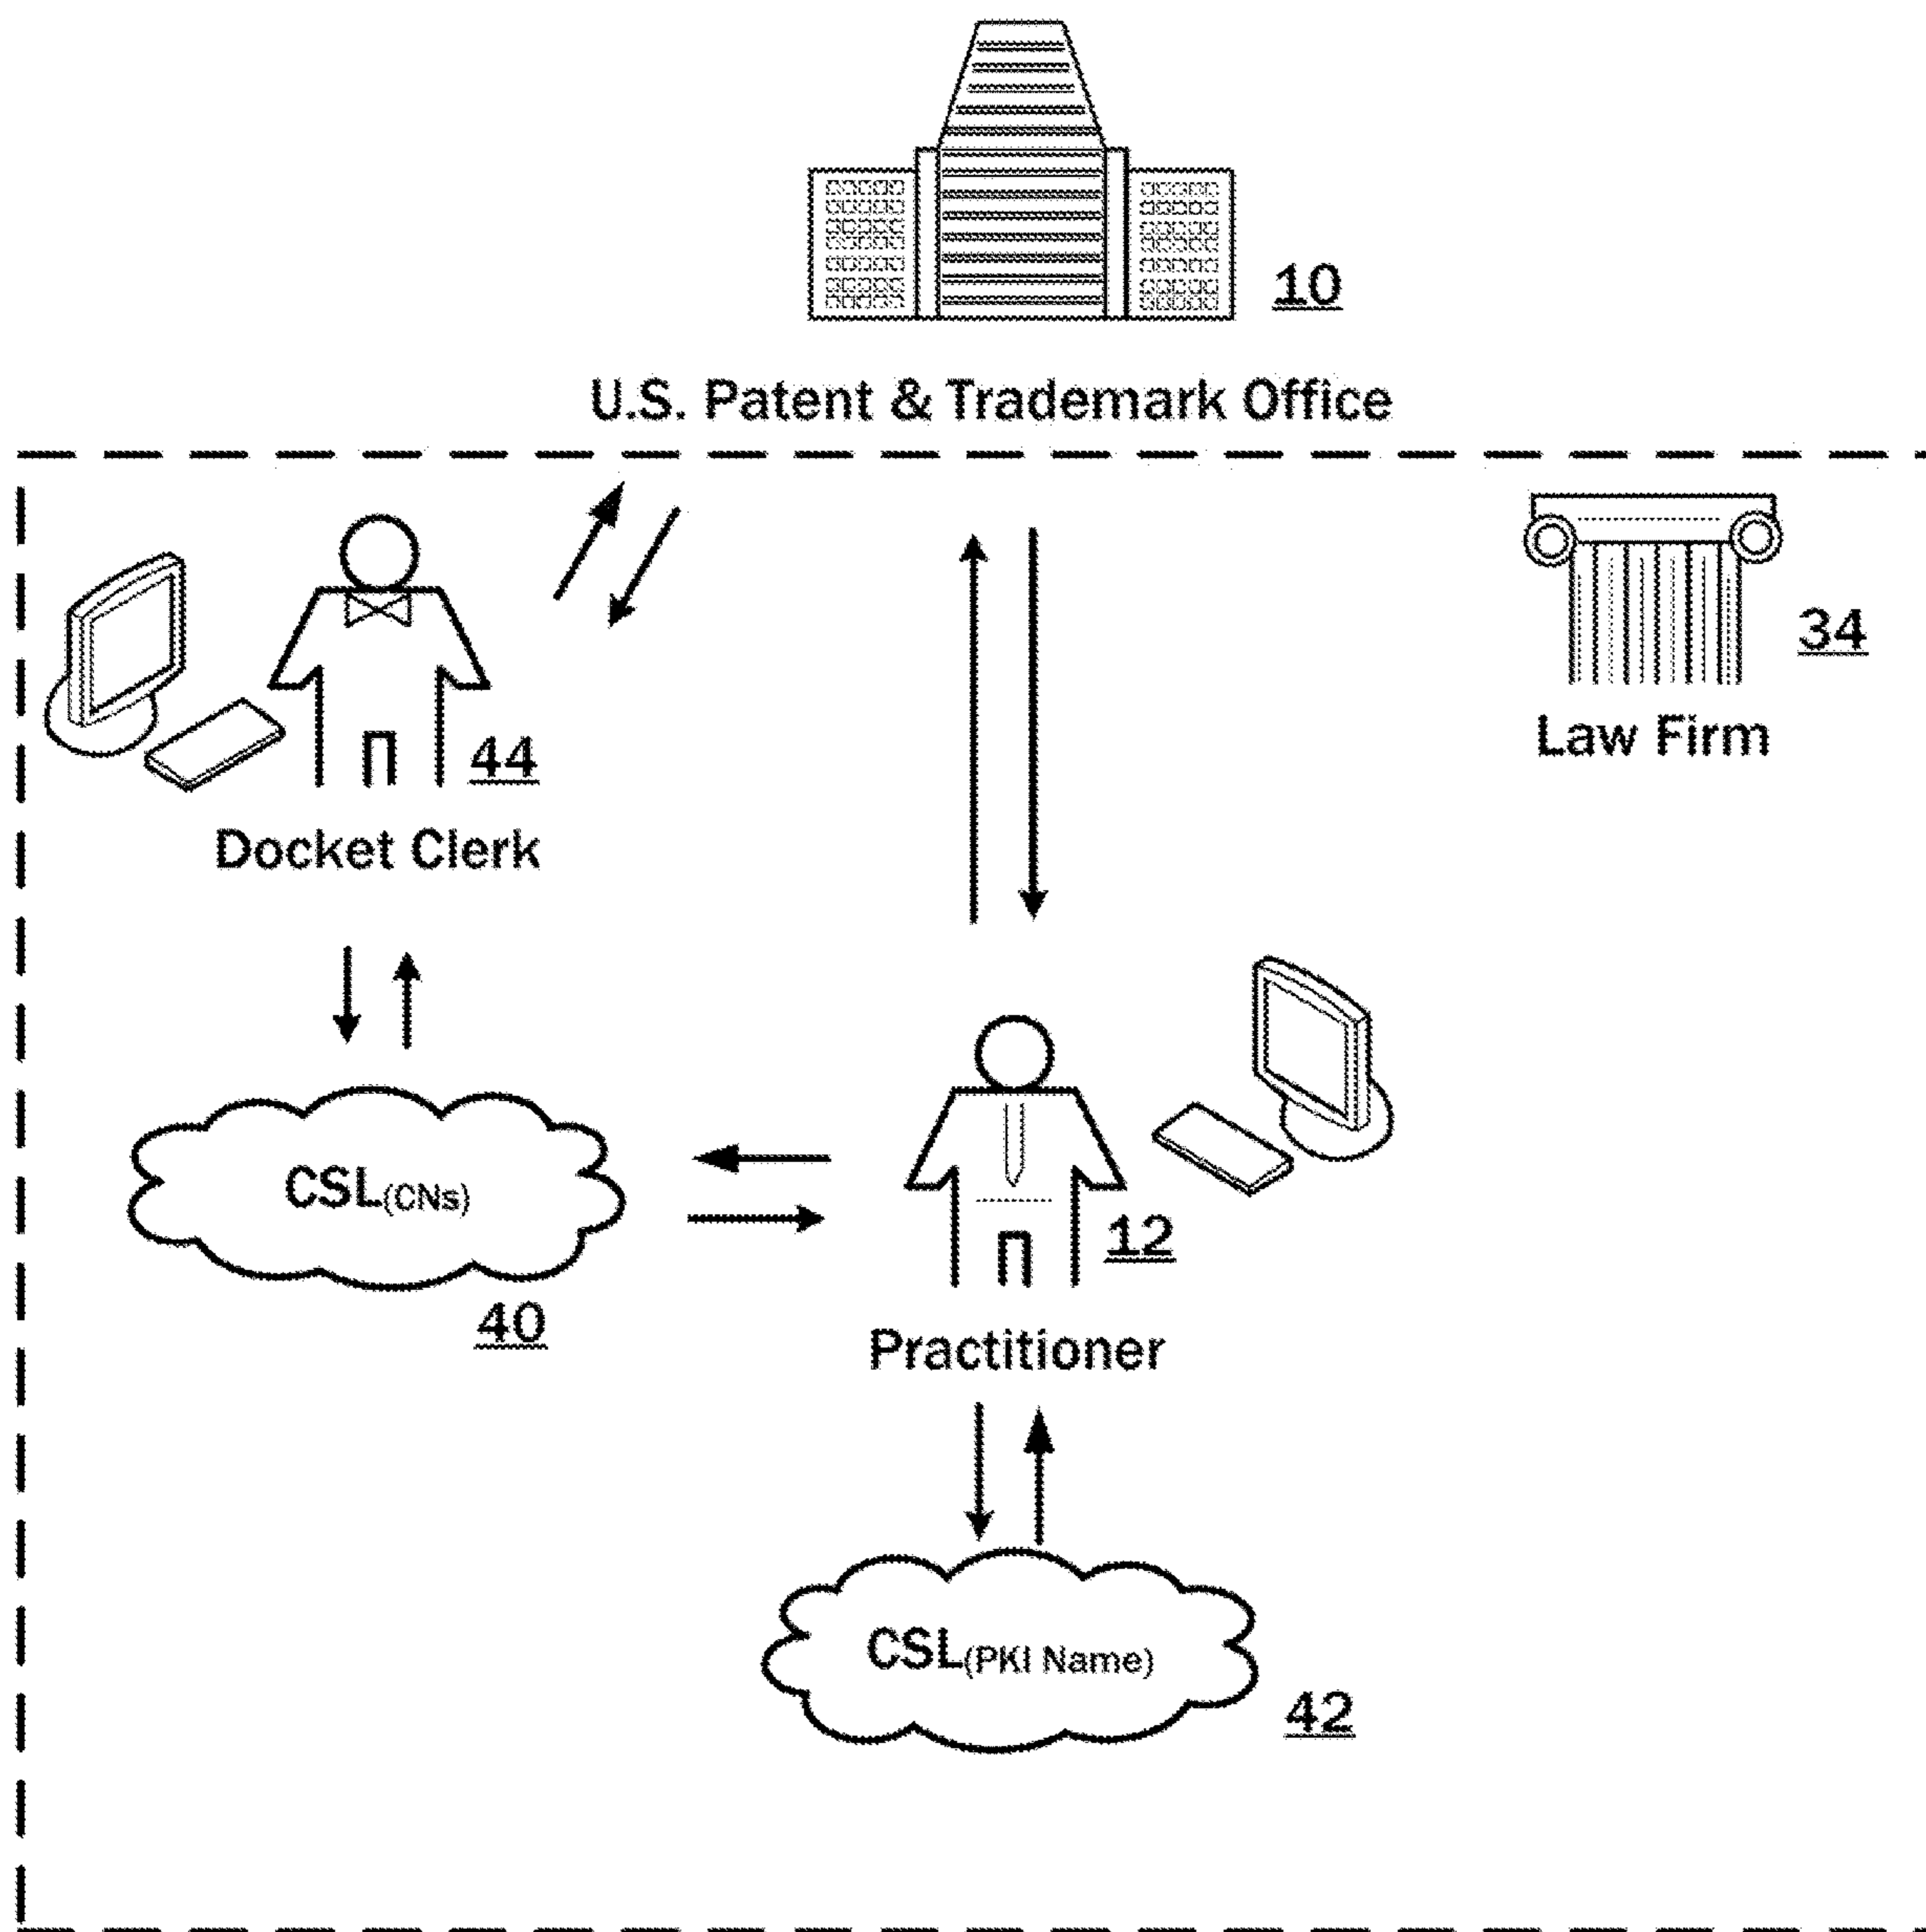 10
U.S. Patent & Trademark Office
34
Law Firm
44
Docket Clerk
CSL(CNs)
40
12
Practitioner
CSL(PKI Name)
42